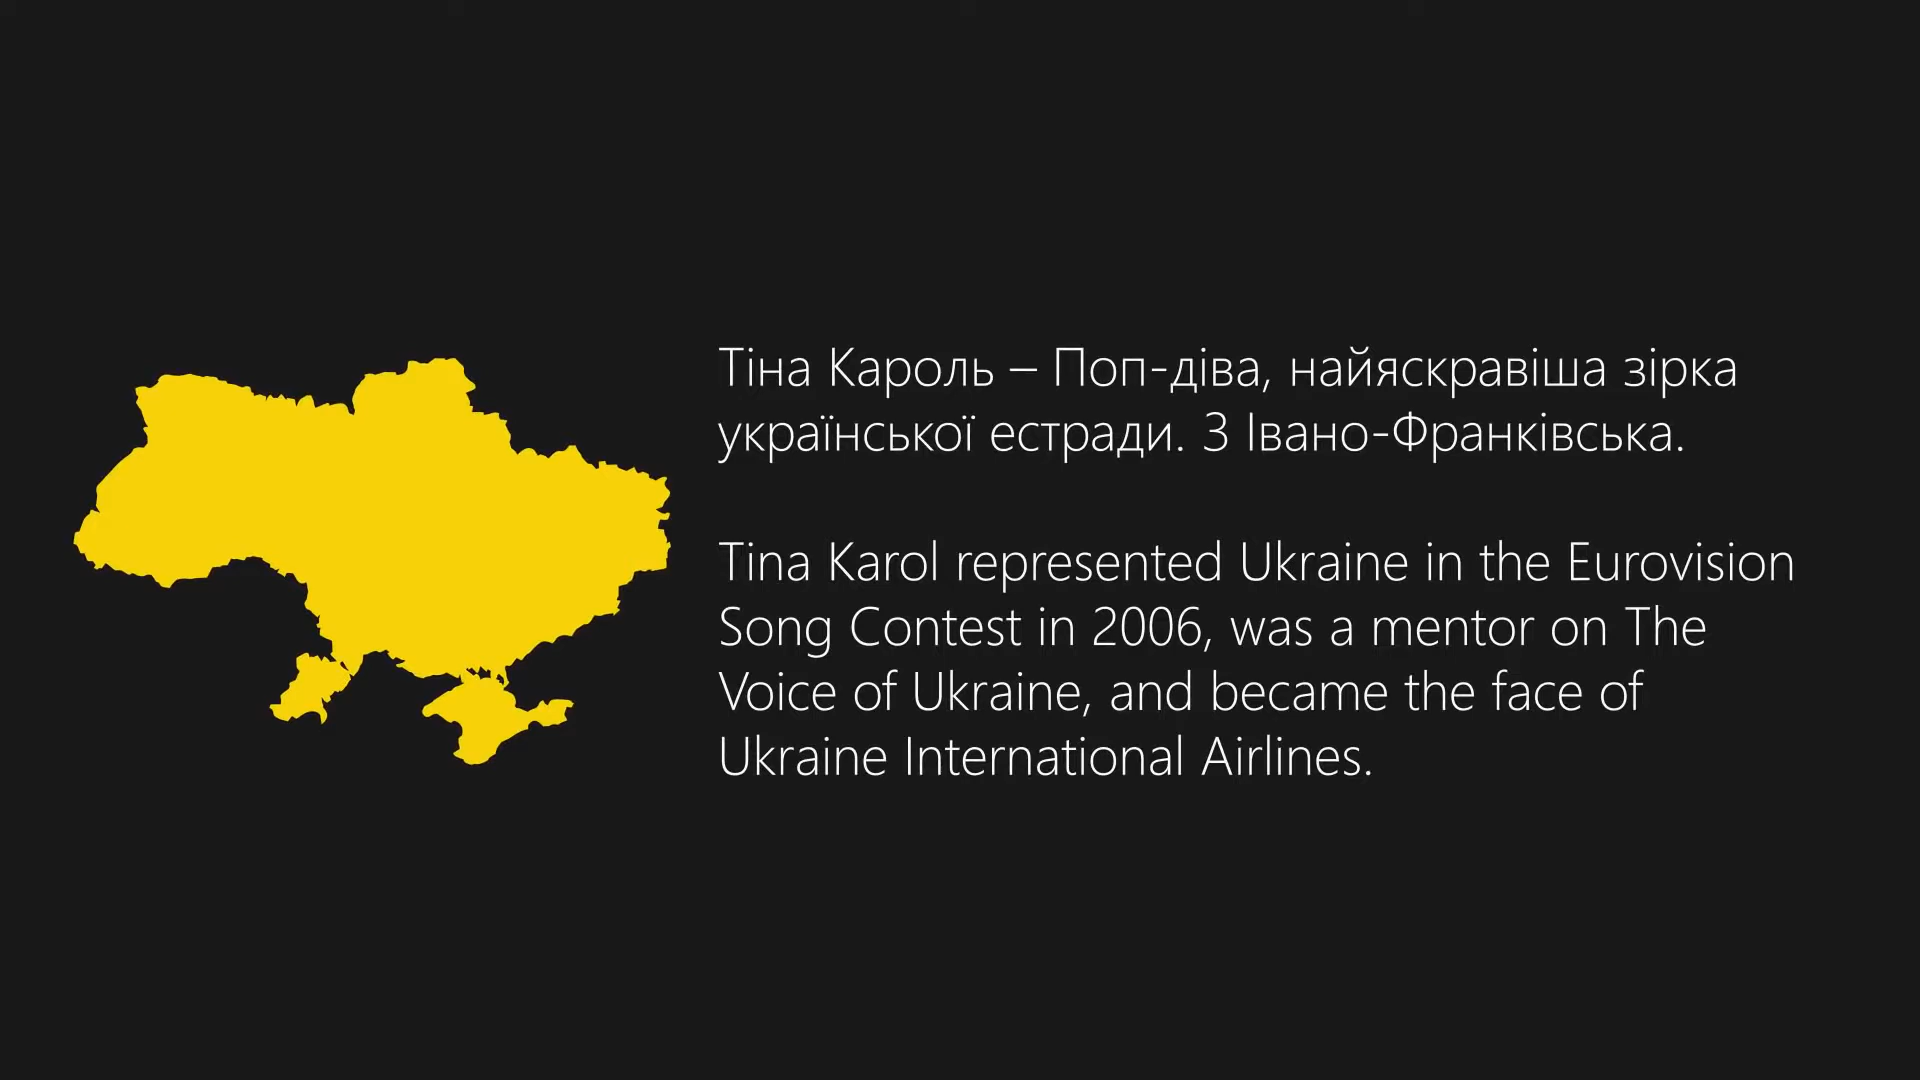 Тіна Кароль – Поп-діва, найяскравіша зірка
української естради. З Івано-Франківська.
Tina Karol represented Ukraine in the Eurovision
Song Contest in 2006, was a mentor on The
Voice of Ukraine, and became the face of
Ukraine International Airlines.